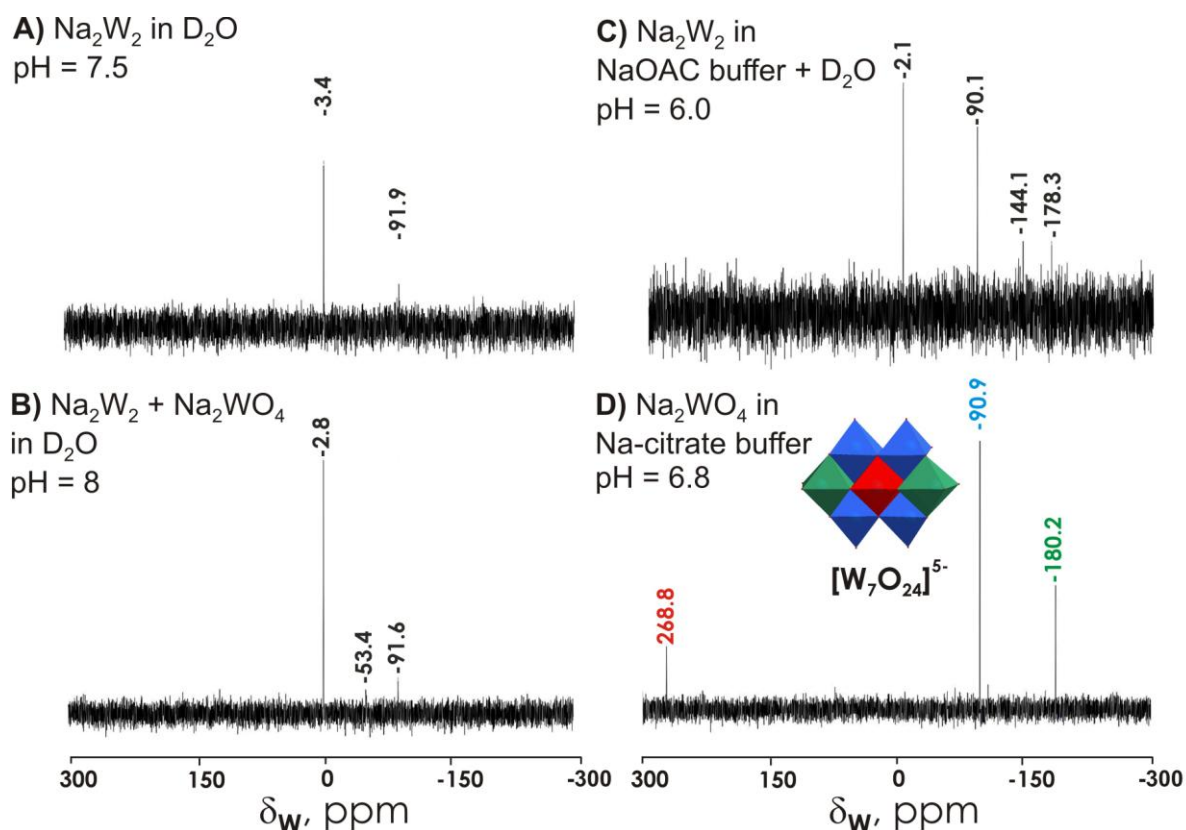 A) Na₂W₂ in D₂O
pH = 7.5
-3.4
-91.9
C) Na₂W₂ in
NaOAC buffer + D₂O
pH = 6.0
-2.1
-90.1
-144.1
-178.3
B) Na₂W₂ + Na₂WO₄
in D₂O
pH = 8
-2.8
-53.4
-91.6
D) Na₂WO₄ in
Na-citrate buffer
pH = 6.8
268.8
-90.9
-180.2
[W₇O₂₄]⁵⁻
300 150 0 -150 -300
δW, ppm
300 150 0 -150 -300
δW, ppm